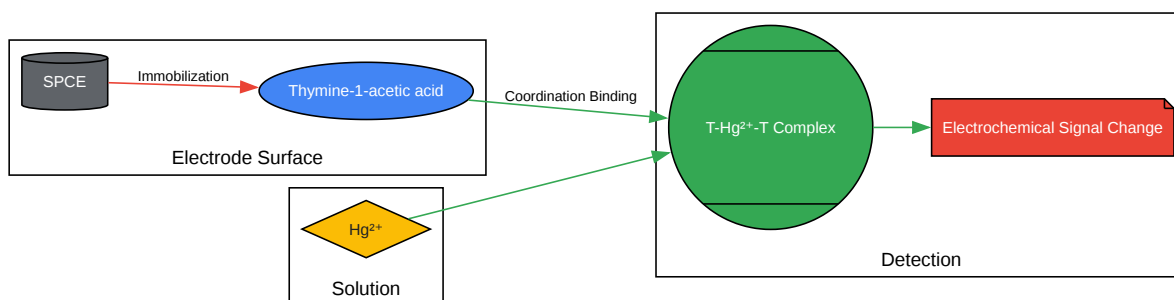 SPCE
Immobilization
Thymine-1-acetic acid
Electrode Surface
Coordination Binding
Hg²⁺
Solution
T-Hg²⁺-T Complex
Electrochemical Signal Change
Detection